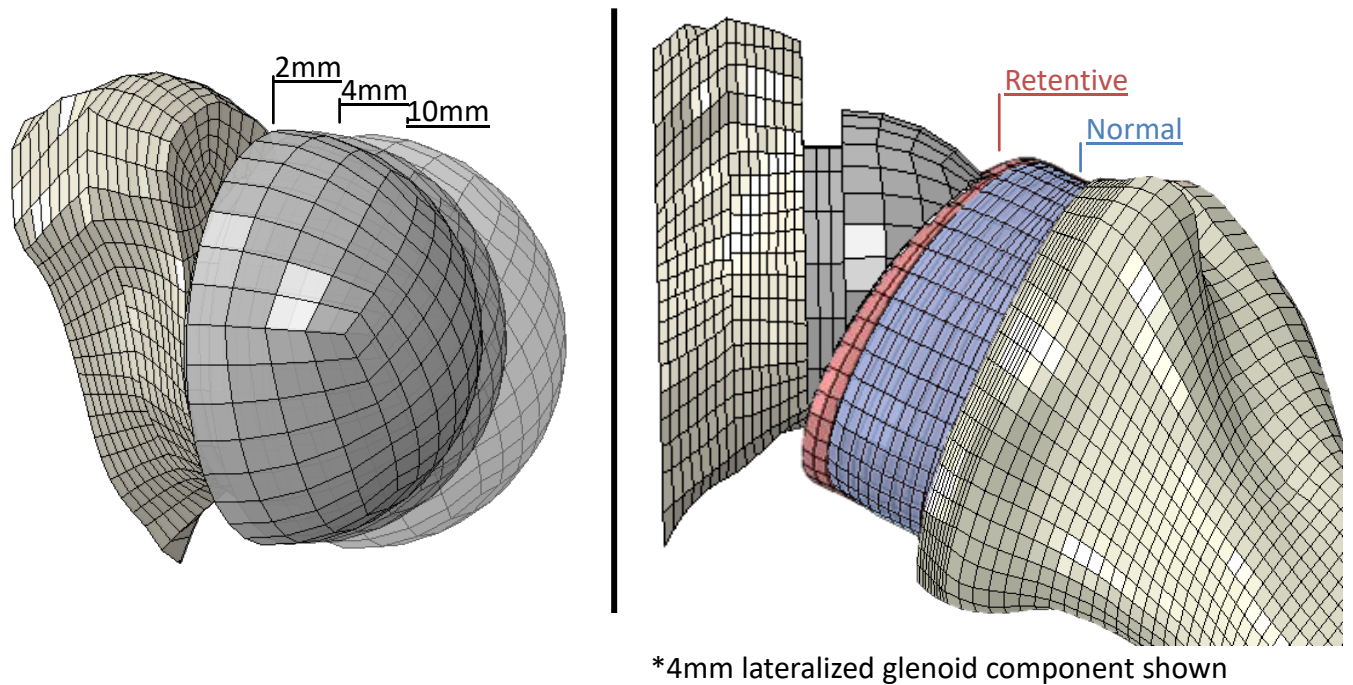 2mm
4mm
10mm
Retentive
Normal
*4mm lateralized glenoid component shown